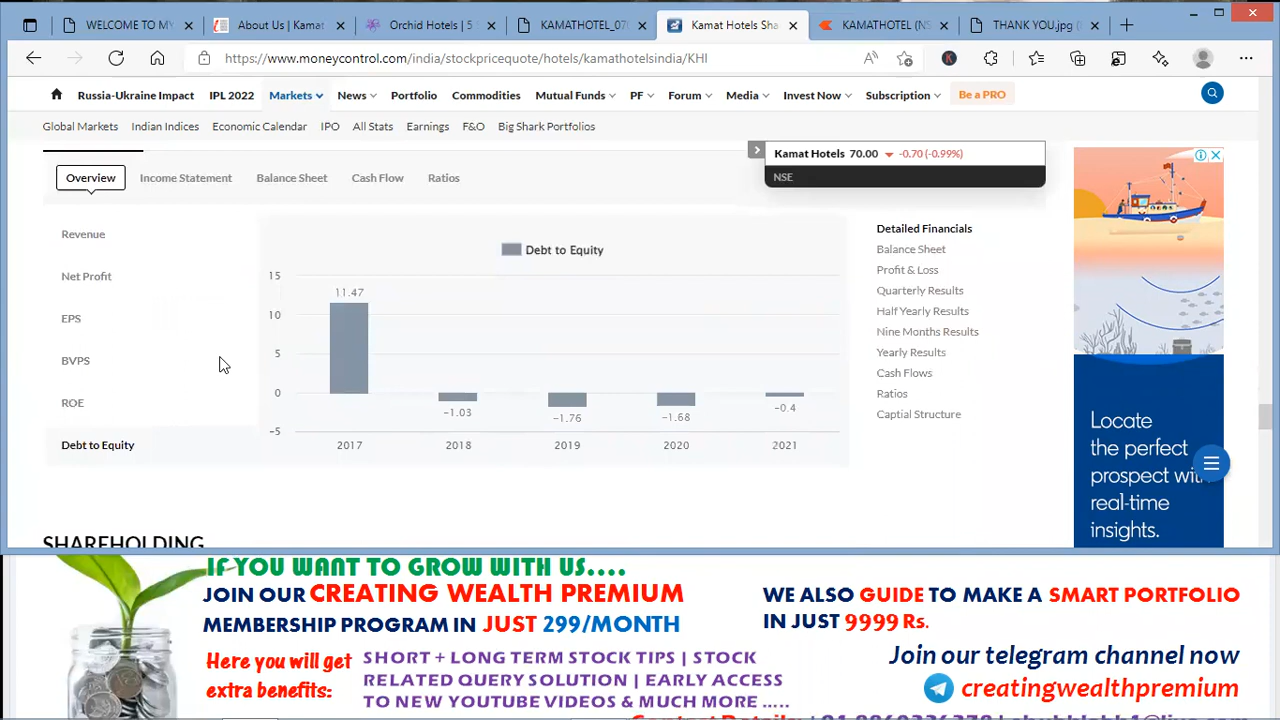 WELCOME TO MY
About Us | Kamat
Orchid Hotels | 5
KAMATHOTEL_07
Kamat Hotels Sha
KAMATHOTEL (NS
THANK YOU.jpg (
https://www.moneycontrol.com/india/stockpricequote/hotels/kamathotelsindia/KHI
Russia-Ukraine Impact IPL 2022 Markets News Portfolio Commodities Mutual Funds PF Forum Media Invest Now Subscription Be a PRO
Global Markets Indian Indices Economic Calendar IPO All Stats Earnings F&O Big Shark Portfolios
Kamat Hotels 70.00 -0.70 (-0.99%)
NSE
Overview Income Statement Balance Sheet Cash Flow Ratios
Revenue
Net Profit
EPS
BVPS
ROE
Debt to Equity
Debt to Equity
15
10
5
0
-5
11.47
-1.03
-1.76
-1.68
-0.4
2017 2018 2019 2020 2021
Detailed Financials
Balance Sheet
Profit & Loss
Quarterly Results
Half Yearly Results
Nine Months Results
Yearly Results
Cash Flows
Ratios
Captial Structure
Locate
the perfect
prospect with
real-time
insights.
SHAREHOLDING
IF YOU WANT TO GROW WITH US....
JOIN OUR CREATING WEALTH PREMIUM
MEMBERSHIP PROGRAM IN JUST 299/MONTH
Here you will get
extra benefits:
SHORT + LONG TERM STOCK TIPS | STOCK
RELATED QUERY SOLUTION | EARLY ACCESS
TO NEW YOUTUBE VIDEOS & MUCH MORE .....
WE ALSO GUIDE TO MAKE A SMART PORTFOLIO
IN JUST 9999 Rs.
Join our telegram channel now
creatingwealthpremium